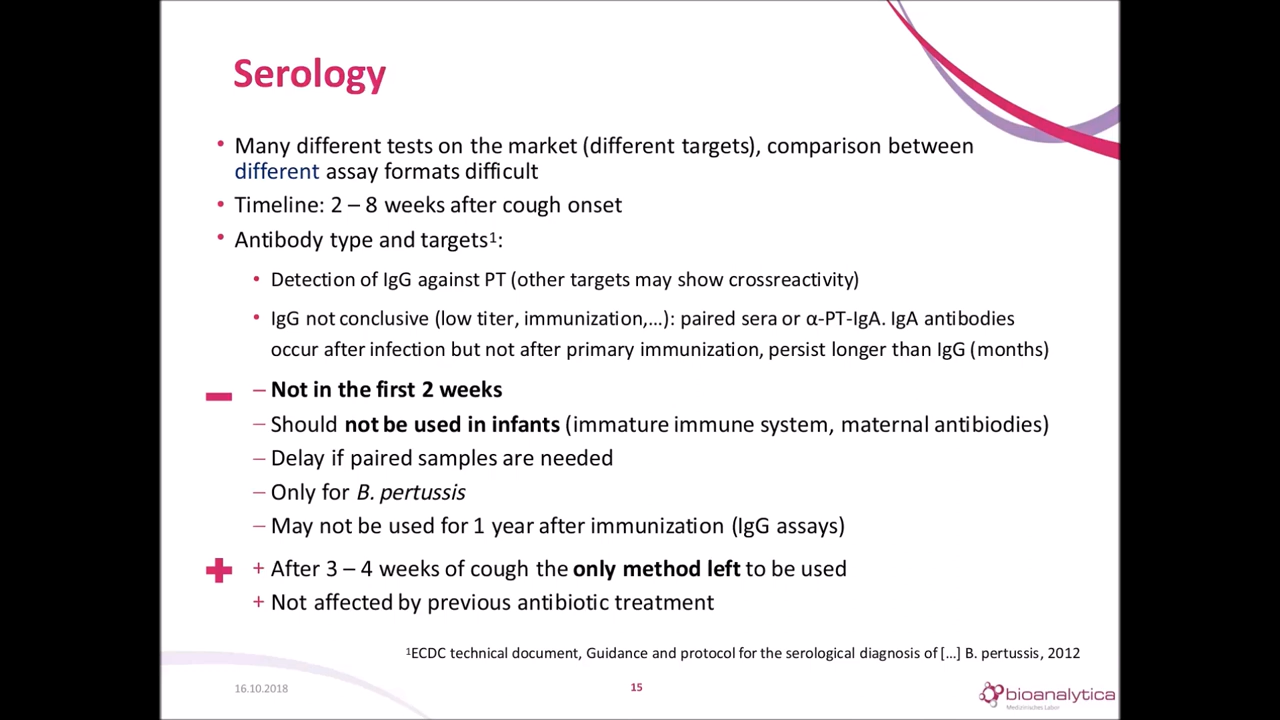 Serology
• Many different tests on the market (different targets), comparison between
different assay formats difficult
• Timeline: 2 – 8 weeks after cough onset
• Antibody type and targets¹:
• Detection of IgG against PT (other targets may show crossreactivity)
• IgG not conclusive (low titer, immunization,…): paired sera or α-PT-IgA. IgA antibodies
occur after infection but not after primary immunization, persist longer than IgG (months)
– Not in the first 2 weeks
– Should not be used in infants (immature immune system, maternal antibiodies)
– Delay if paired samples are needed
– Only for B. pertussis
– May not be used for 1 year after immunization (IgG assays)
+ After 3 – 4 weeks of cough the only method left to be used
+ Not affected by previous antibiotic treatment
¹ECDC technical document, Guidance and protocol for the serological diagnosis of […] B. pertussis, 2012
16.10.2018
15
bioanalytica
Medizinisches Labor